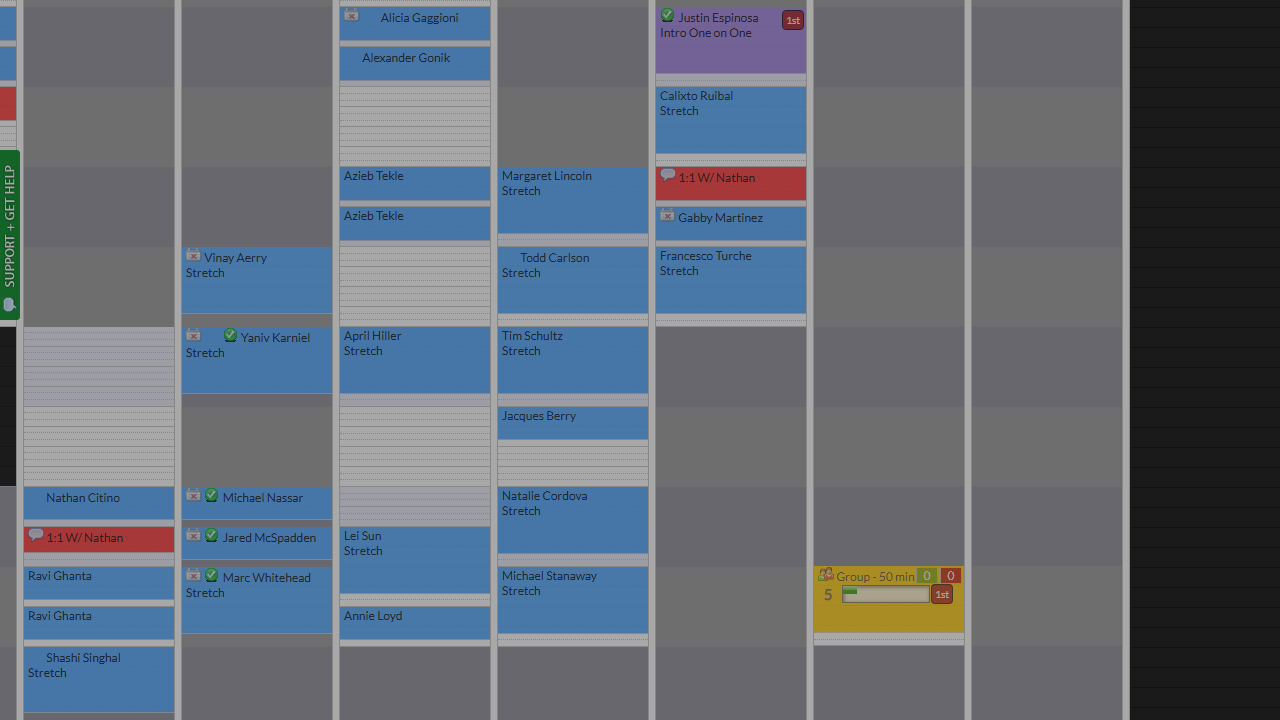 Alicia Gaggioni
Alexander Gonik
Justin Espinosa
Intro One on One
1st
Calixto Ruibal
Stretch
Azieb Tekle
Margaret Lincoln
Stretch
1:1 W/ Nathan
Azieb Tekle
Gabby Martinez
SUPPORT + GET HELP
Vinay Aerry
Stretch
Todd Carlson
Stretch
Francesco Turche
Stretch
Yaniv Karniel
Stretch
April Hiller
Stretch
Tim Schultz
Stretch
Jacques Berry
Nathan Citino
Michael Nassar
Natalie Cordova
Stretch
1:1 W/ Nathan
Jared McSpadden
Lei Sun
Stretch
Ravi Ghanta
Marc Whitehead
Stretch
Michael Stanaway
Stretch
Group - 50 min 0 0
5 1st
Ravi Ghanta
Annie Loyd
Shashi Singhal
Stretch